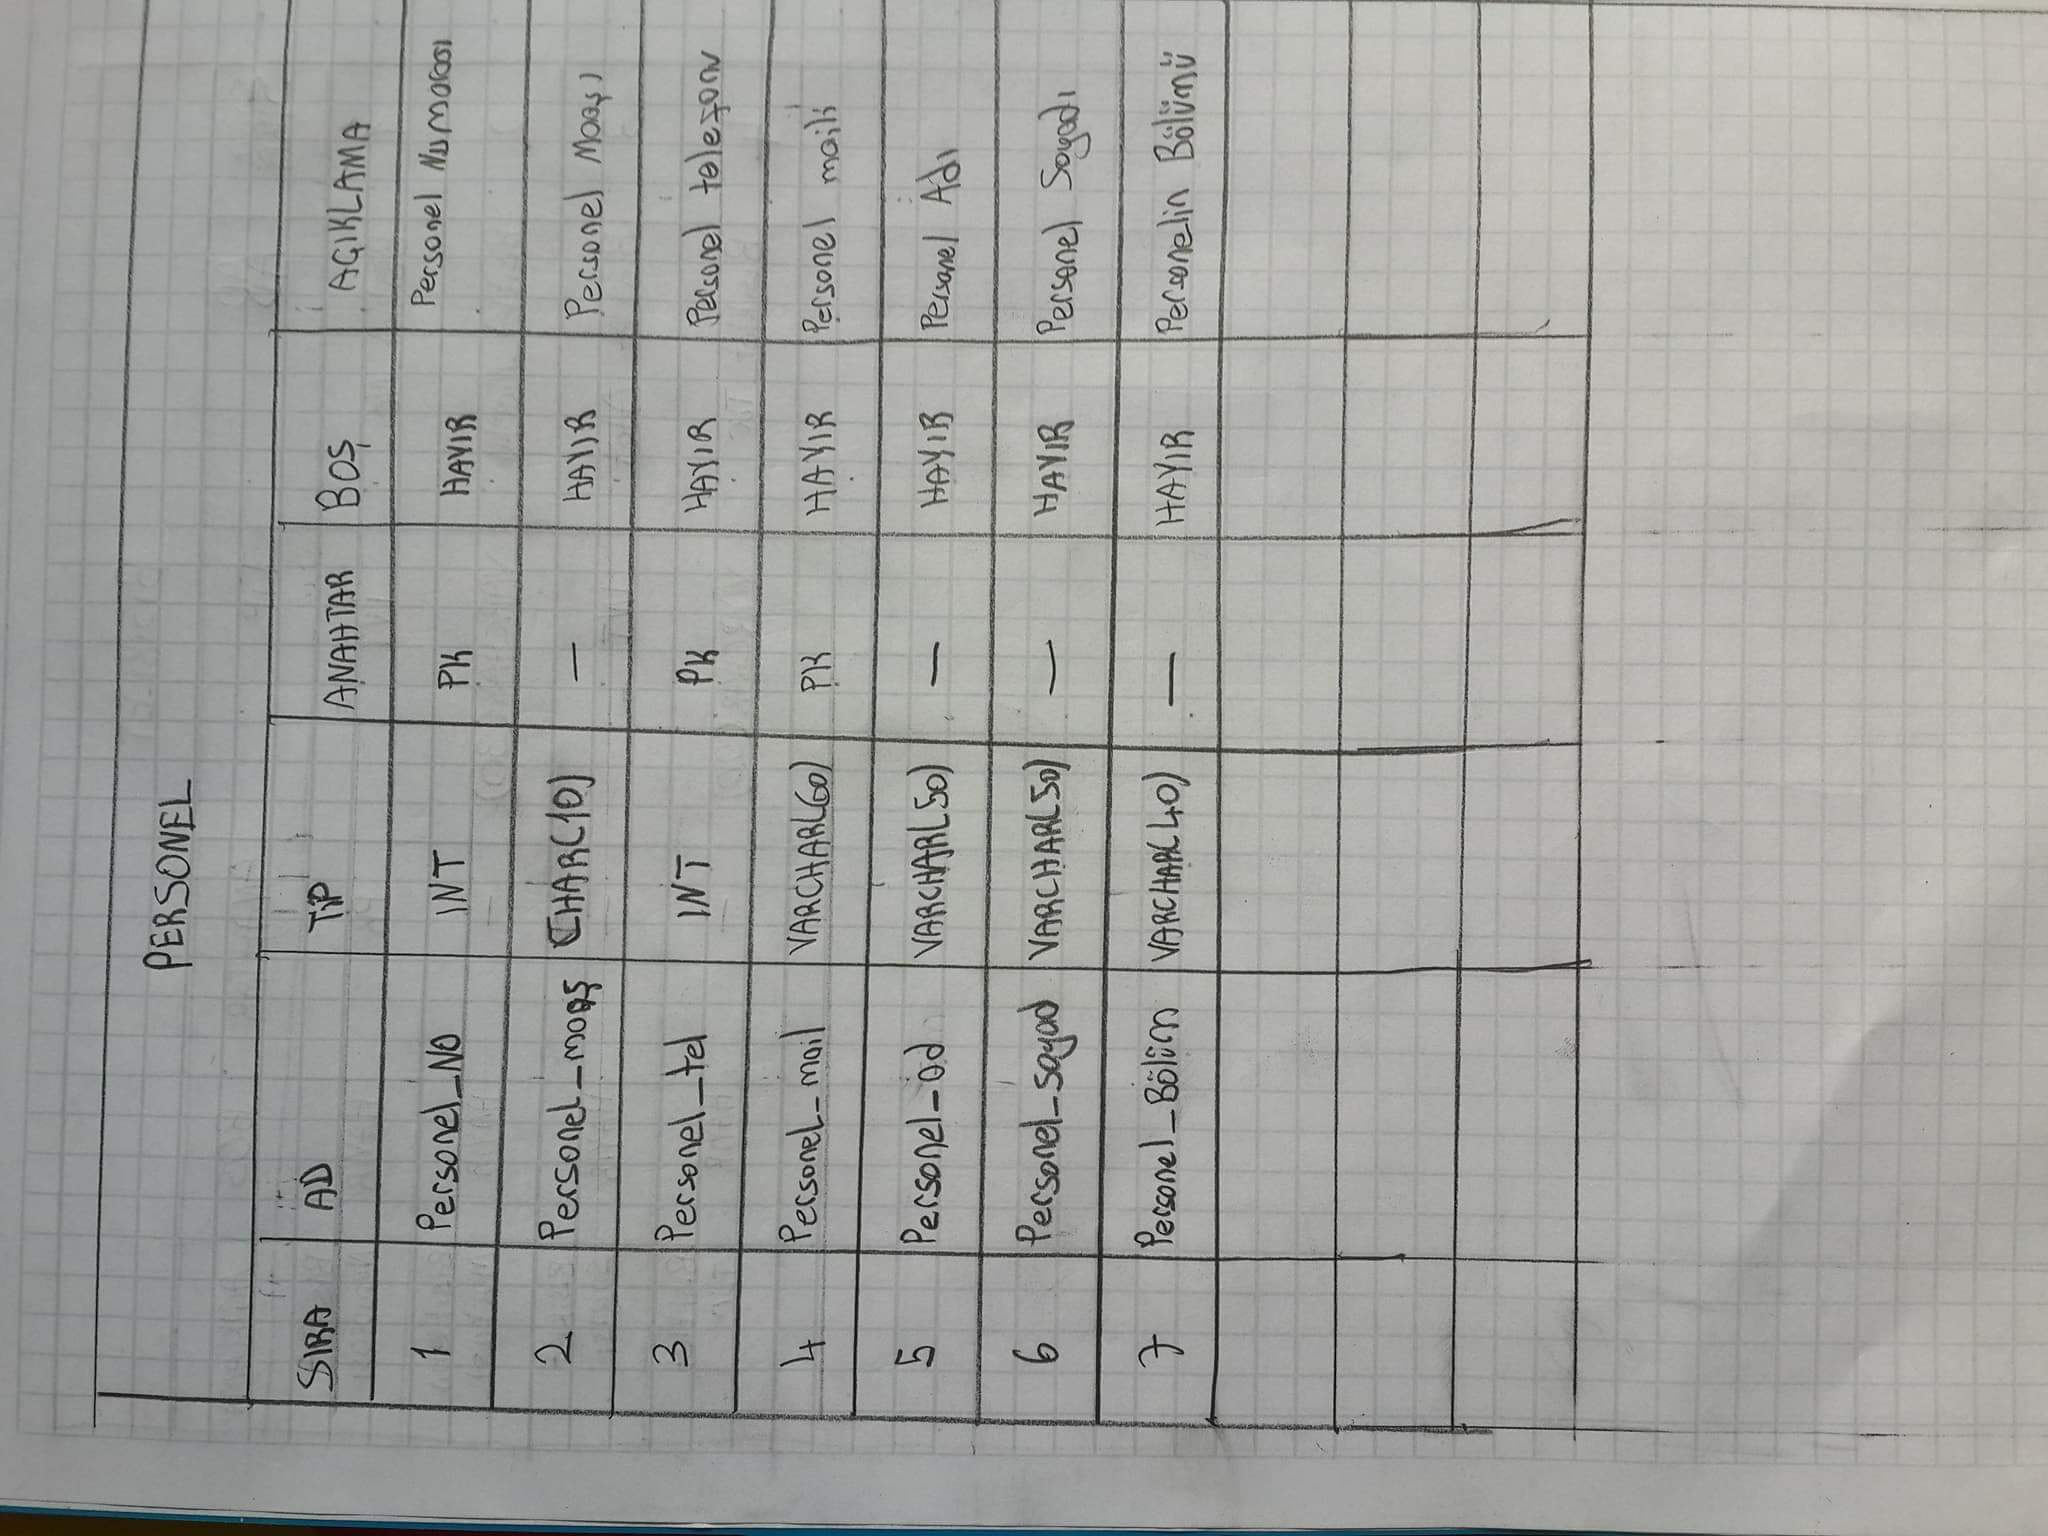 PERSONEL
SIRA AD TİP ANAHTAR BOŞ AÇIKLAMA
1 Personel_NO INT PK HAYIR Personel Numarası
2 Personel_maaş CHAR(10) — HAYIR Personel Maaşı
3 Personel_tel INT PK HAYIR Personel telefonu
4 Personel_mail VARCHAR(60) PK HAYIR Personel maili
5 Personel_ad VARCHAR(50) — HAYIR Personel Adı
6 Personel_soyad VARCHAR(50) — HAYIR Personel Soyadı
7 Personel_Bölüm VARCHAR(40) — HAYIR Personelin Bölümü